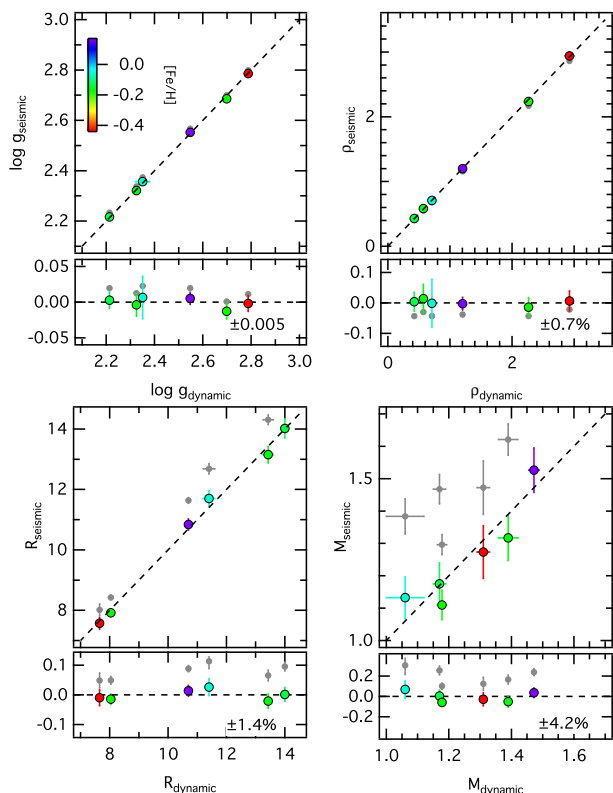 3.0
2.8
2.6
2.4
2.2
log g_seismic
0.0
-0.2
-0.4
[Fe/H]
0.05
0.00
-0.05
±0.005
2.2 2.4 2.6 2.8 3.0
log g_dynamic
2
0
ρ_seismic
0.1
0.0
-0.1
±0.7%
0 2
ρ_dynamic
14
12
10
8
R_seismic
0.1
0.0
-0.1
±1.4%
8 10 12 14
R_dynamic
1.5
1.0
M_seismic
0.2
0.0
-0.2
±4.2%
1.0 1.2 1.4 1.6
M_dynamic